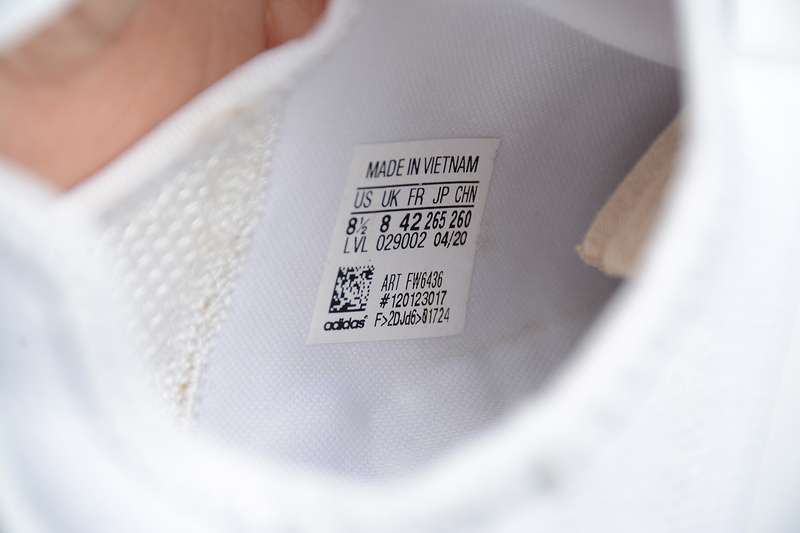 MADE IN VIETNAM
US UK FR JP CHN
8½ 8 42 265 260
LVL 029002 04/20
ART FW6436
#120123017
adidas® F>2DJd6>01724